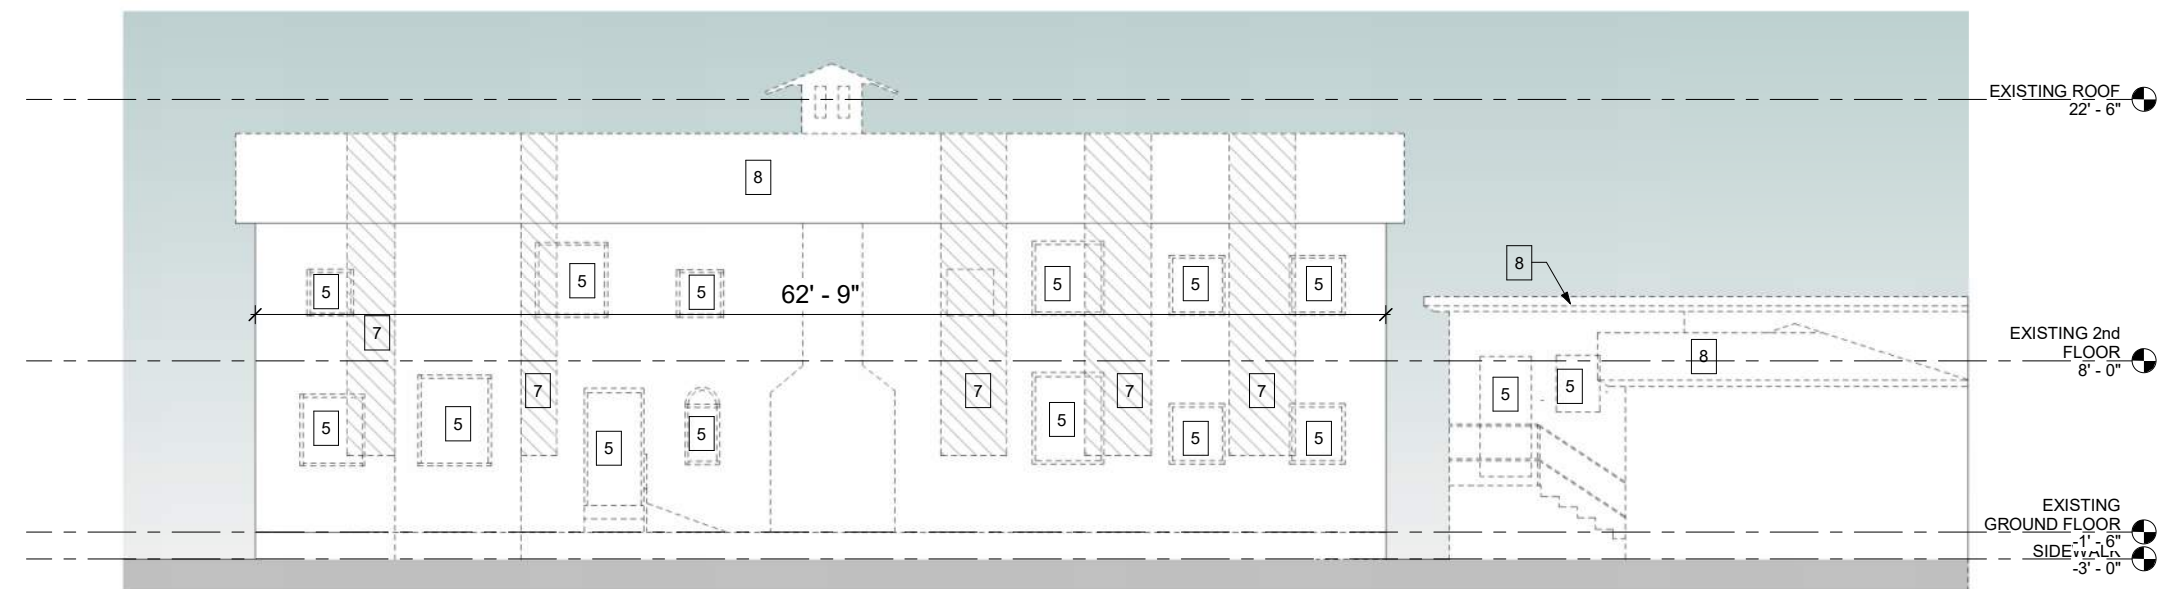 EXISTING ROOF
22' - 6"
8
8
5
5
5
5
5
5
62' - 9"
7
EXISTING 2nd
FLOOR
8' - 0"
8
5
5
7
7
7
7
5
5
5
5
5
5
5
EXISTING
GROUND FLOOR
-1' - 6"
SIDEWALK
-3' - 0"